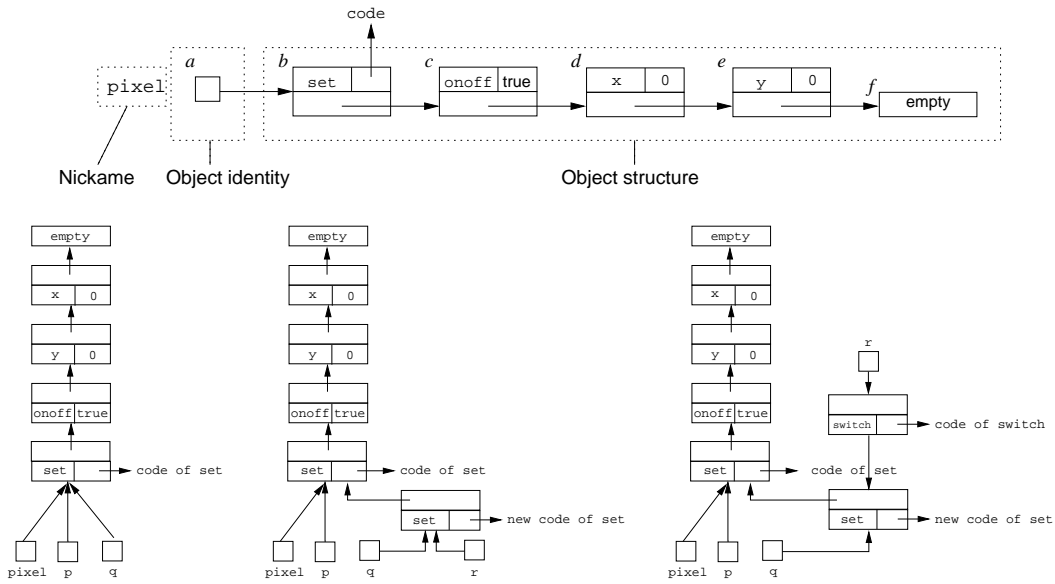 code
a b c d e
set onoff true x 0 y 0 f
pixel empty
Nickame Object identity Object structure
empty
x 0
y 0
onoff true
set code of set
pixel p q
empty
x 0
y 0
onoff true
set code of set
set new code of set
pixel p q r
empty
x 0
y 0
r
onoff true
switch code of switch
set code of set
set new code of set
pixel p q